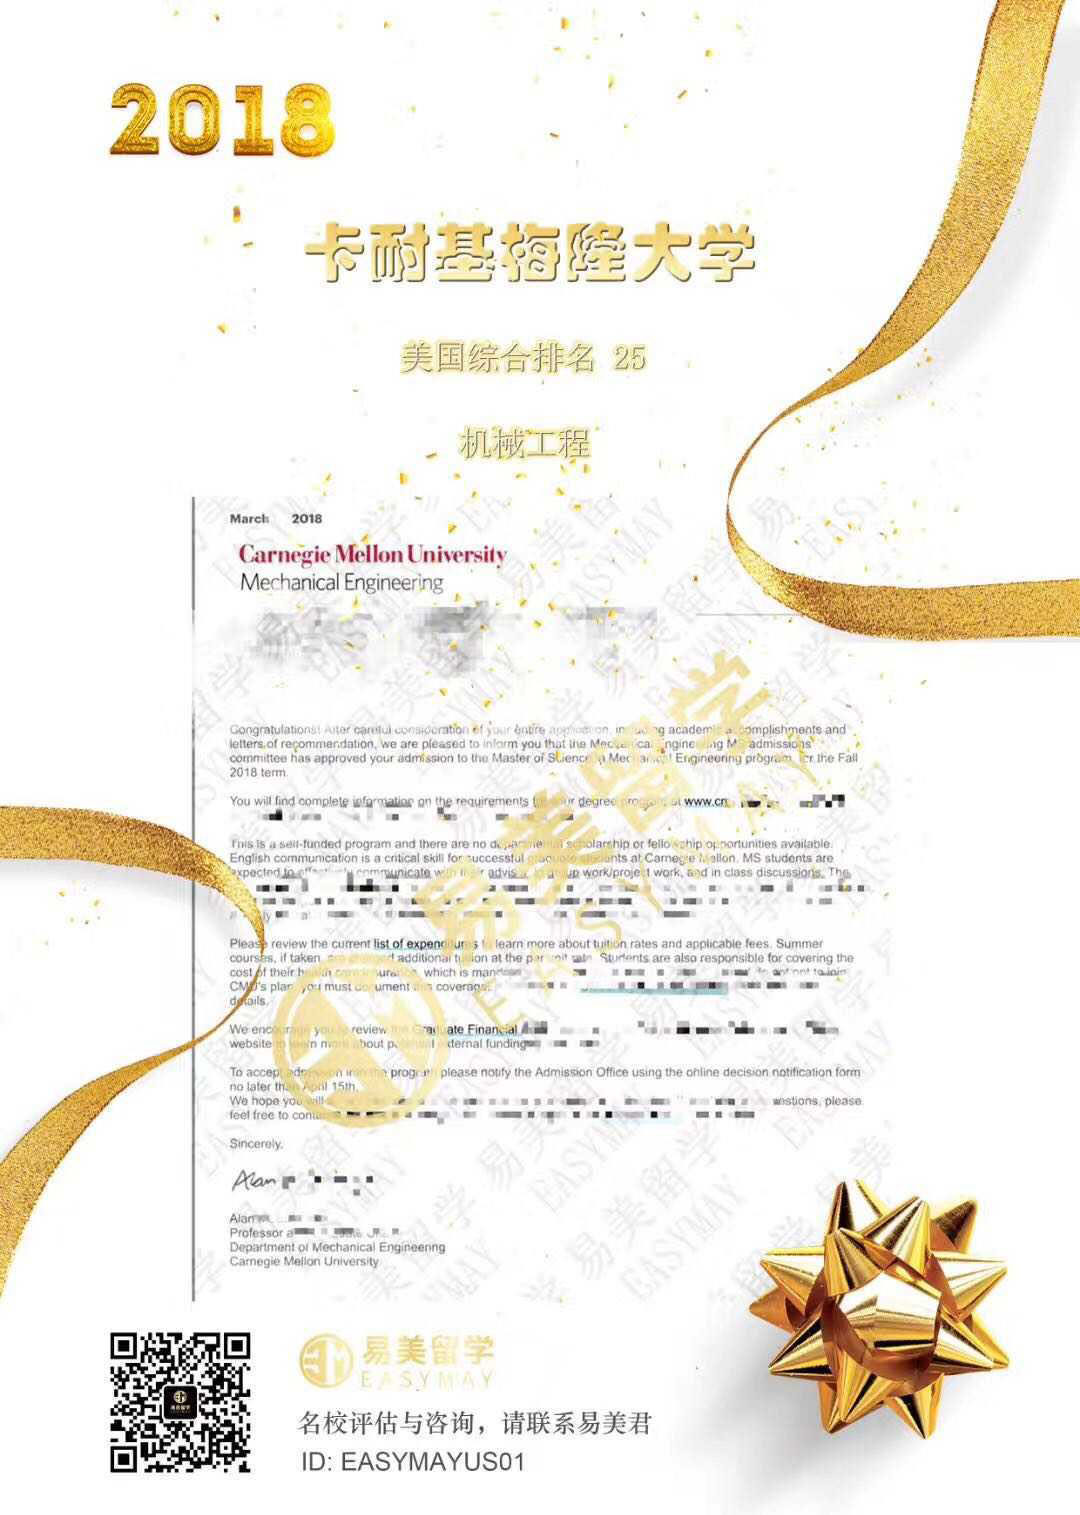 2018
卡耐基梅隆大学
美国综合排名 25
机械工程
March 2018
Carnegie Mellon University
Mechanical Engineering
Congratulations! After careful consideration of your entire application, including academic accomplishments and
letters of recommendation, we are pleased to inform you that the Mechanical Engineering MS admissions
committee has approved your admission to the Master of Science in Mechanical Engineering program, for the Fall
2018 term.
You will find complete information on the requirements for your degree program at www.cm
This is a self-funded program and there are no departmental scholarship or fellowship opportunities available.
English communication is a critical skill for successful graduate students at Carnegie Mellon. MS students are
expected to effectively communicate with their advisor, in group work/project work, and in class discussions. The
Please review the current list of expenditures to learn more about tuition rates and applicable fees. Summer
courses, if taken, are charged additional tuition at the per unit rate. Students are also responsible for covering the
cost of their health care insurance, which is to join
CMU's plan, you must document this coverage.
details.
We encourage you to review the Graduate Financial
website to learn more about potential external funding
To accept admission into the program please notify the Admission Office using the online decision notification form
no later than April 15th.
We hope you will questions, please
feel free to
Sincerely,
Alan
Alan
Professor
Department of Mechanical Engineering
Carnegie Mellon University
易美留学
EASYMAY
易美留学
EASYMAY
名校评估与咨询，请联系易美君
ID: EASYMAYUS01